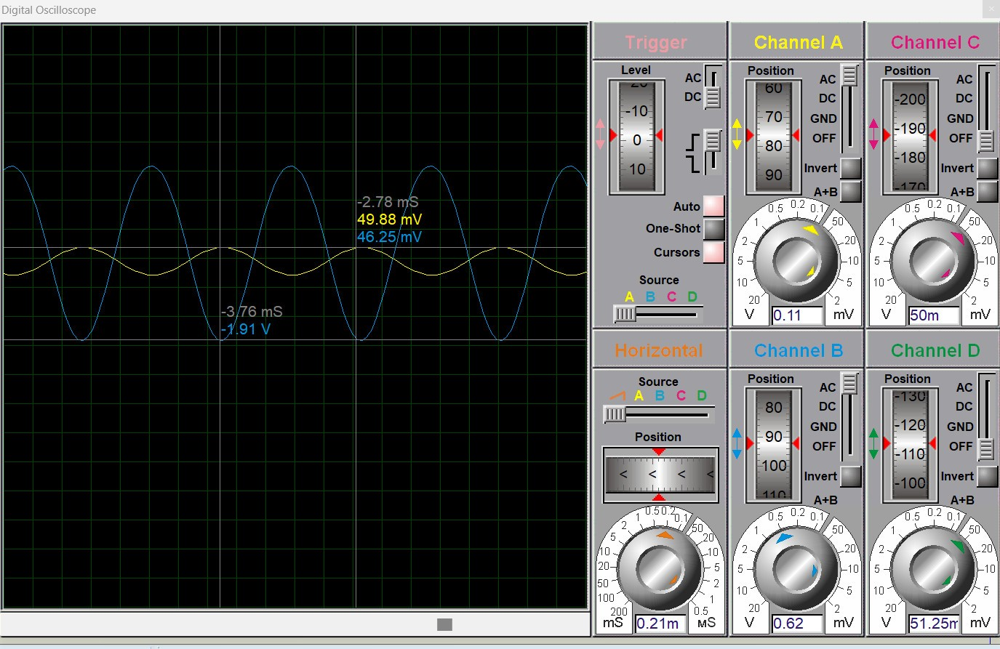 Digital Oscilloscope
-2.78 mS
49.88 mV
46.25 mV
-3.76 mS
-1.91 V
Trigger
Level
-10
0
10
AC
DC
Auto
One-Shot
Cursors
Source
A B C D
Channel A
Position
60
70
80
90
AC
DC
GND
OFF
Invert
A+B
20 10 5 2 1 0.5 0.2 0.1 50 20 10 5 2
V
0.11
mV
Channel C
Position
-200
-190
-180
-170
AC
DC
GND
OFF
Invert
A+B
20 10 5 2 1 0.5 0.2 0.1 50 20 10 5 2
V
50m
mV
Horizontal
Source
A B C D
Position
< < < <
200 100 50 20 10 5 2 1 0.5 0.2 0.1 50 20 10 5 2 1 0.5
mS
0.21m
µS
Channel B
Position
80
90
100
110
AC
DC
GND
OFF
Invert
A+B
20 10 5 2 1 0.5 0.2 0.1 50 20 10 5 2
V
0.62
mV
Channel D
Position
-130
-120
-110
-100
AC
DC
GND
OFF
Invert
A+B
20 10 5 2 1 0.5 0.2 0.1 50 20 10 5 2
V
51.25m
mV